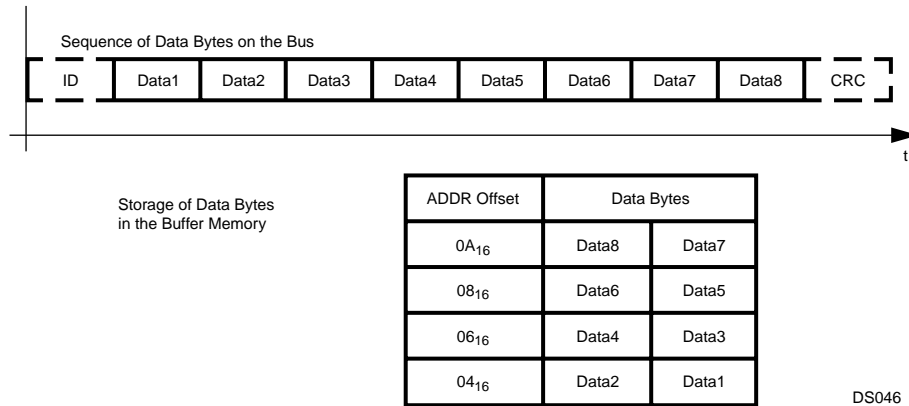 Sequence of Data Bytes on the Bus
ID Data1 Data2 Data3 Data4 Data5 Data6 Data7 Data8 CRC
t
Storage of Data Bytes
in the Buffer Memory
ADDR Offset Data Bytes
0A16 Data8 Data7
0816 Data6 Data5
0616 Data4 Data3
0416 Data2 Data1
DS046